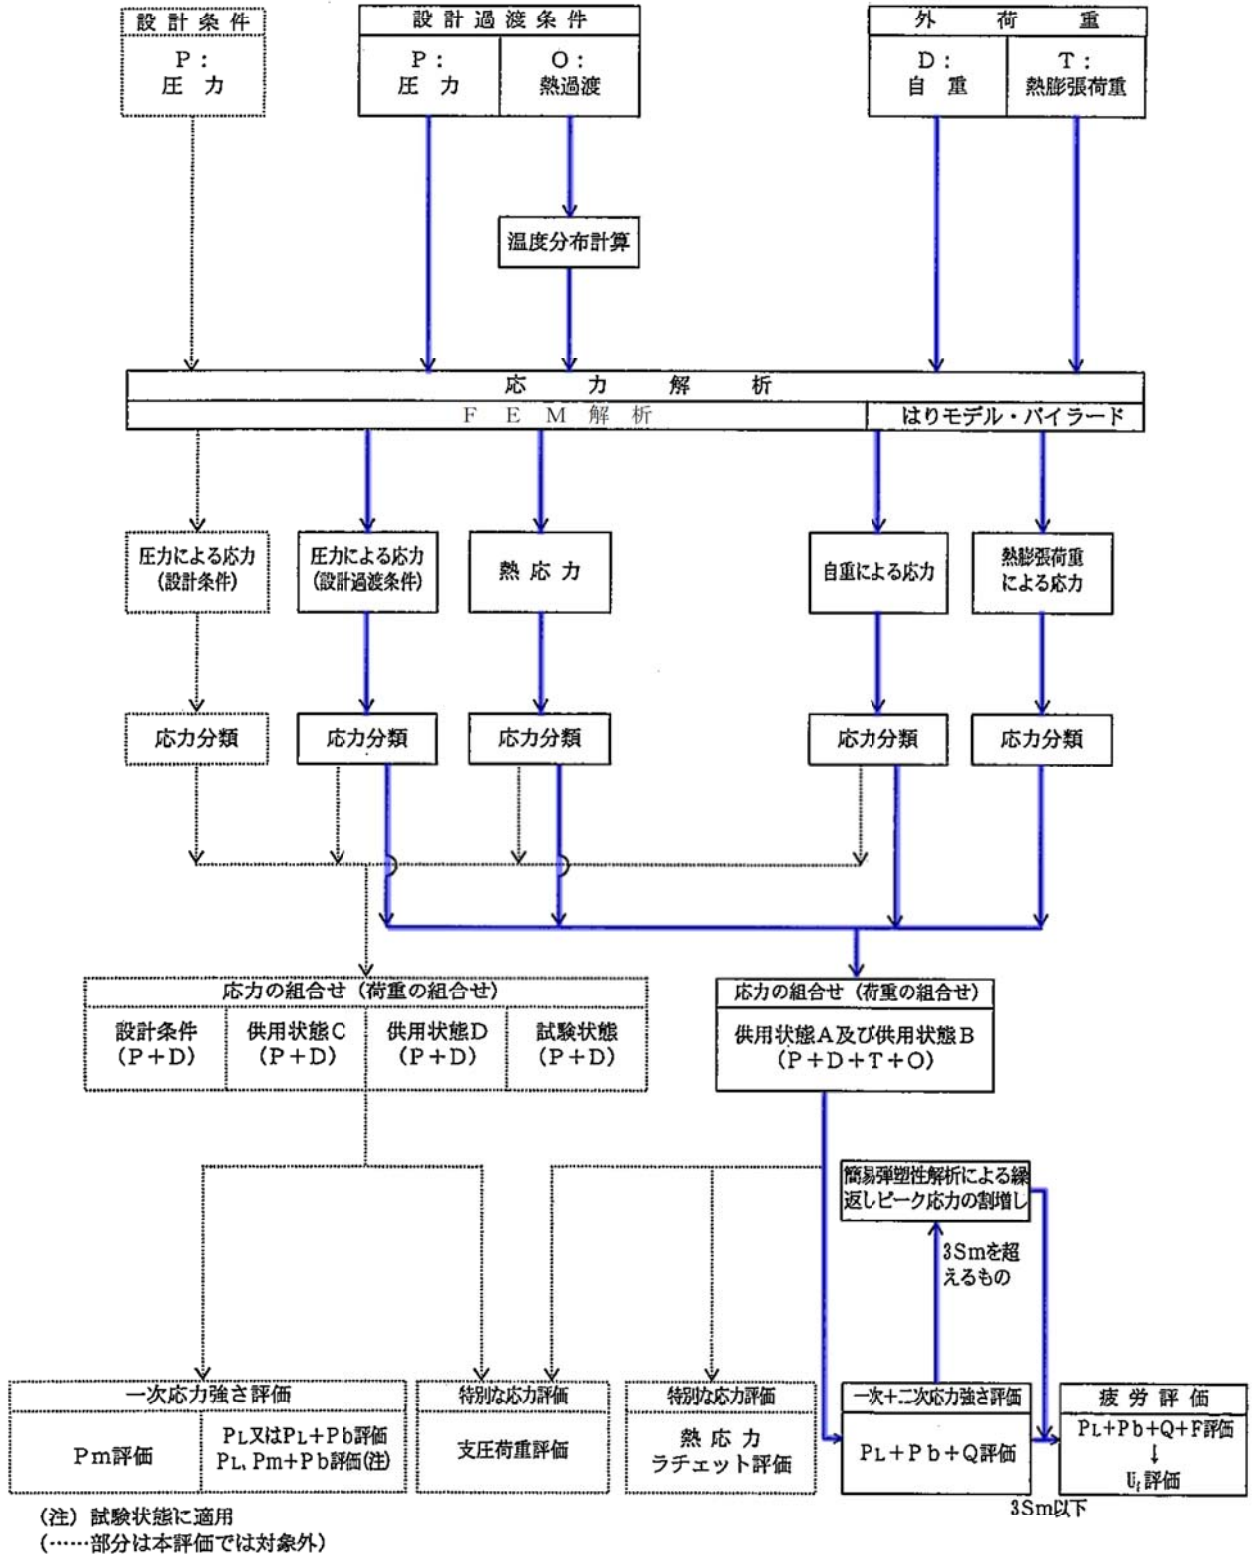 設計条件
P：
圧力
設計過渡条件
P：
圧力
O：
熱過渡
外荷重
D：
自重
T：
熱膨張荷重
温度分布計算
応力解析
FEM解析
はりモデル・バイラード
圧力による応力
(設計条件)
圧力による応力
(設計過渡条件)
熱応力
自重による応力
熱膨張荷重
による応力
応力分類
応力分類
応力分類
応力分類
応力分類
応力の組合せ（荷重の組合せ）
設計条件
(P＋D)
供用状態C
(P＋D)
供用状態D
(P＋D)
試験状態
(P＋D)
応力の組合せ（荷重の組合せ）
供用状態A及び供用状態B
(P＋D＋T＋O)
簡易弾塑性解析による繰
返しピーク応力の割増し
3Smを超
えるもの
一次応力強さ評価
Pm評価
PL又はPL＋Pb評価
PL、Pm＋Pb評価(注)
特別な応力評価
支圧荷重評価
特別な応力評価
熱応力
ラチェット評価
一次＋二次応力強さ評価
PL＋Pb＋Q評価
疲労評価
PL＋Pb＋Q＋F評価
↓
Uf評価
3Sm以下
（注）試験状態に適用
（……部分は本評価では対象外）